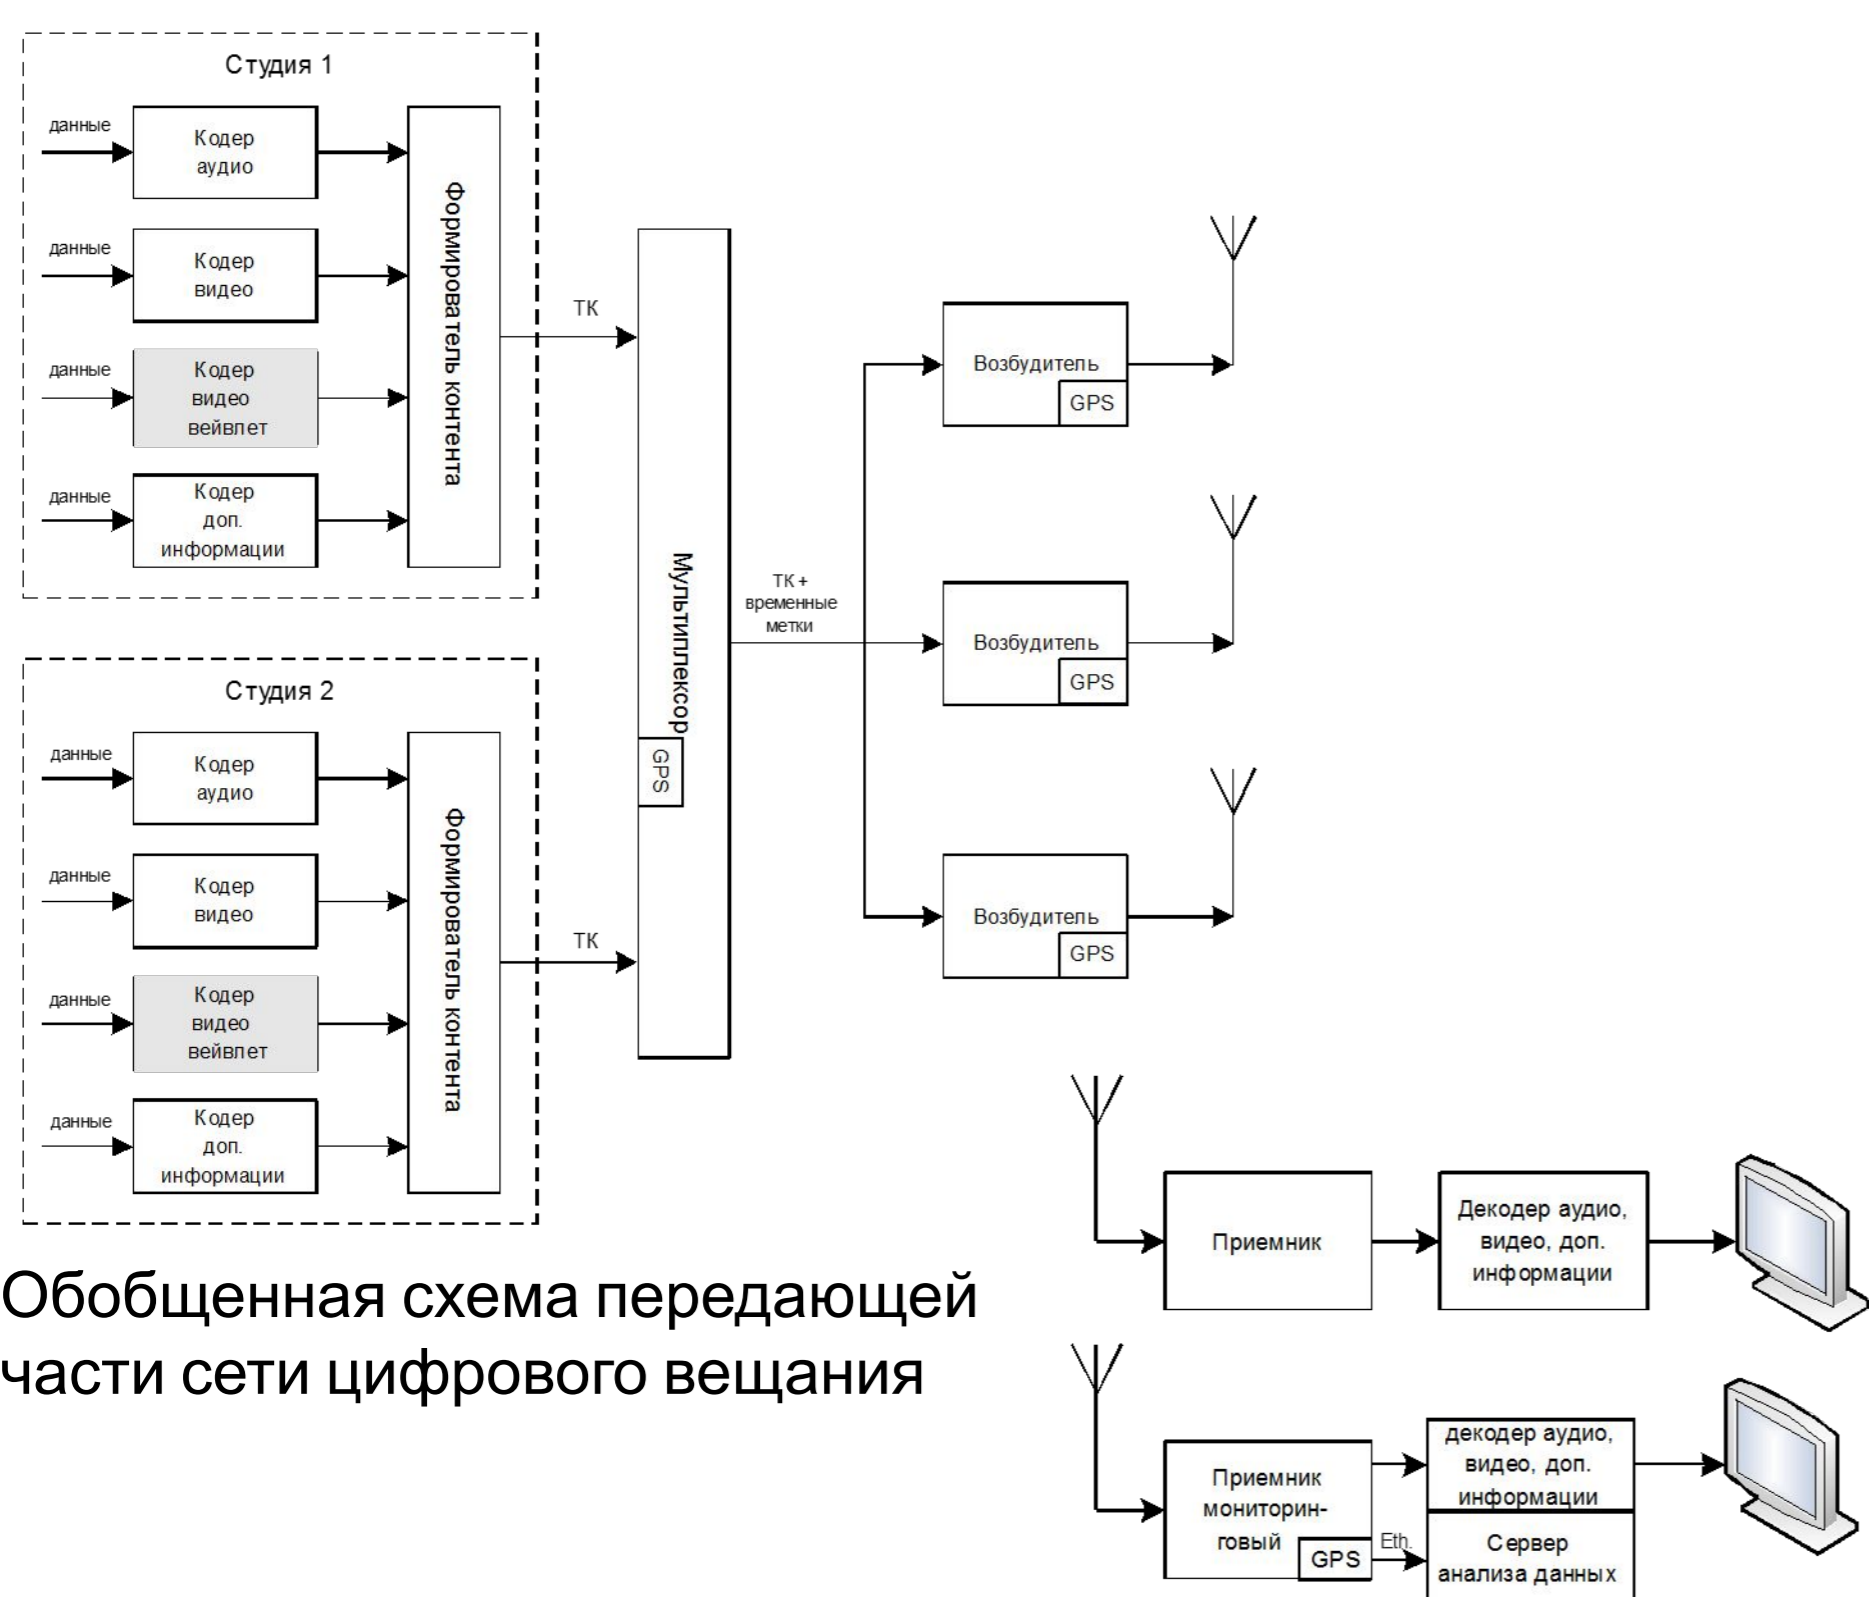 Студия 1
данные
Кодер
аудио
данные
Кодер
видео
данные
Кодер
видео
вейвлет
данные
Кодер
доп.
информации
Формирователь контента
ТК
Студия 2
данные
Кодер
аудио
данные
Кодер
видео
данные
Кодер
видео
вейвлет
данные
Кодер
доп.
информации
Формирователь контента
ТК
Мультиплексор
GPS
ТК +
временные
метки
Возбудитель
GPS
Возбудитель
GPS
Возбудитель
GPS
Приемник
Декодер аудио,
видео, доп.
информации
Обобщенная схема передающей
части сети цифрового вещания
Приемник
мониторин-
говый
GPS
Eth.
декодер аудио,
видео, доп.
информации
Сервер
анализа данных